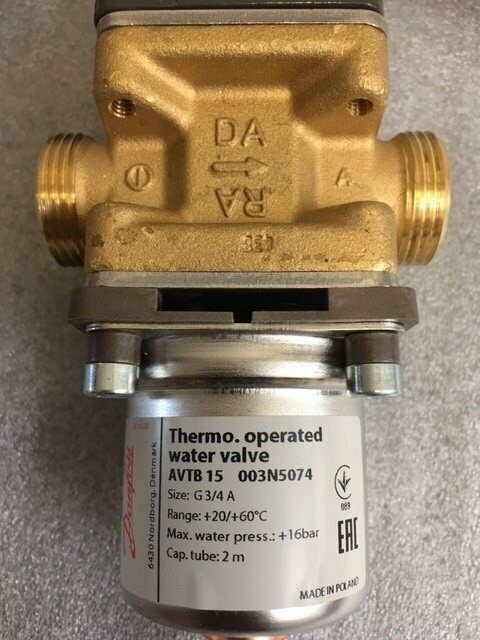 DA
RA
A
Danfoss
6430 Nordborg, Denmark
Thermo. operated
water valve
AVTB 15 003N5074
Size: G 3/4 A
Range: +20/+60°C
Max. water press.: +16bar
Cap. tube: 2 m
009
EAC
MADE IN POLAND